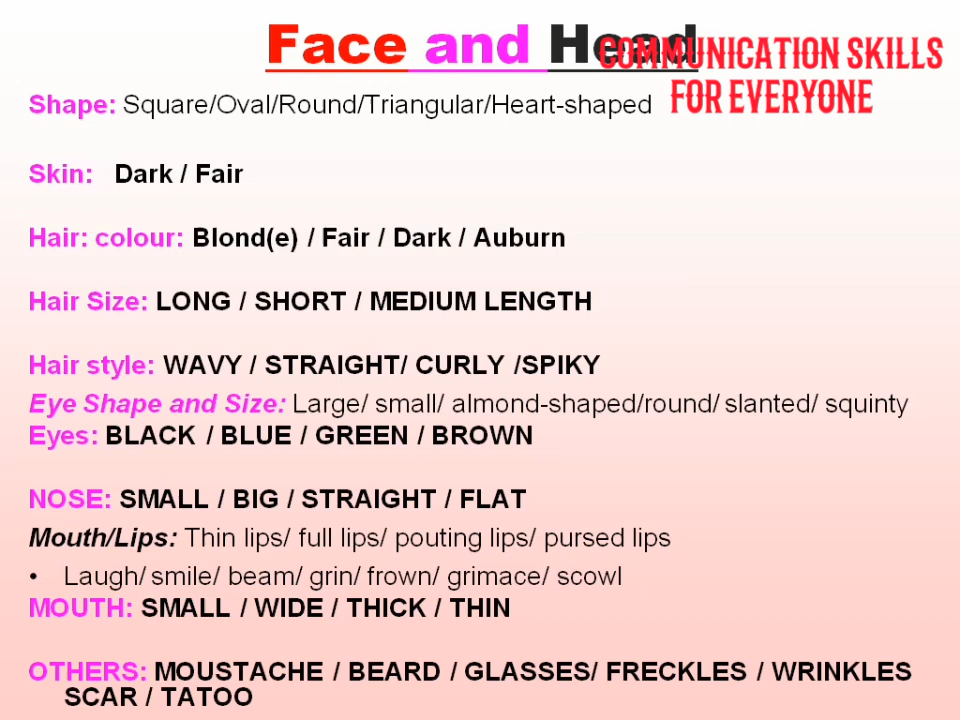 Face and Head
COMMUNICATION SKILLS
FOR EVERYONE
Shape: Square/Oval/Round/Triangular/Heart-shaped
Skin: Dark / Fair
Hair: colour: Blond(e) / Fair / Dark / Auburn
Hair Size: LONG / SHORT / MEDIUM LENGTH
Hair style: WAVY / STRAIGHT/ CURLY /SPIKY
Eye Shape and Size: Large/ small/ almond-shaped/round/ slanted/ squinty
Eyes: BLACK / BLUE / GREEN / BROWN
NOSE: SMALL / BIG / STRAIGHT / FLAT
Mouth/Lips: Thin lips/ full lips/ pouting lips/ pursed lips
• Laugh/ smile/ beam/ grin/ frown/ grimace/ scowl
MOUTH: SMALL / WIDE / THICK / THIN
OTHERS: MOUSTACHE / BEARD / GLASSES/ FRECKLES / WRINKLES
SCAR / TATOO